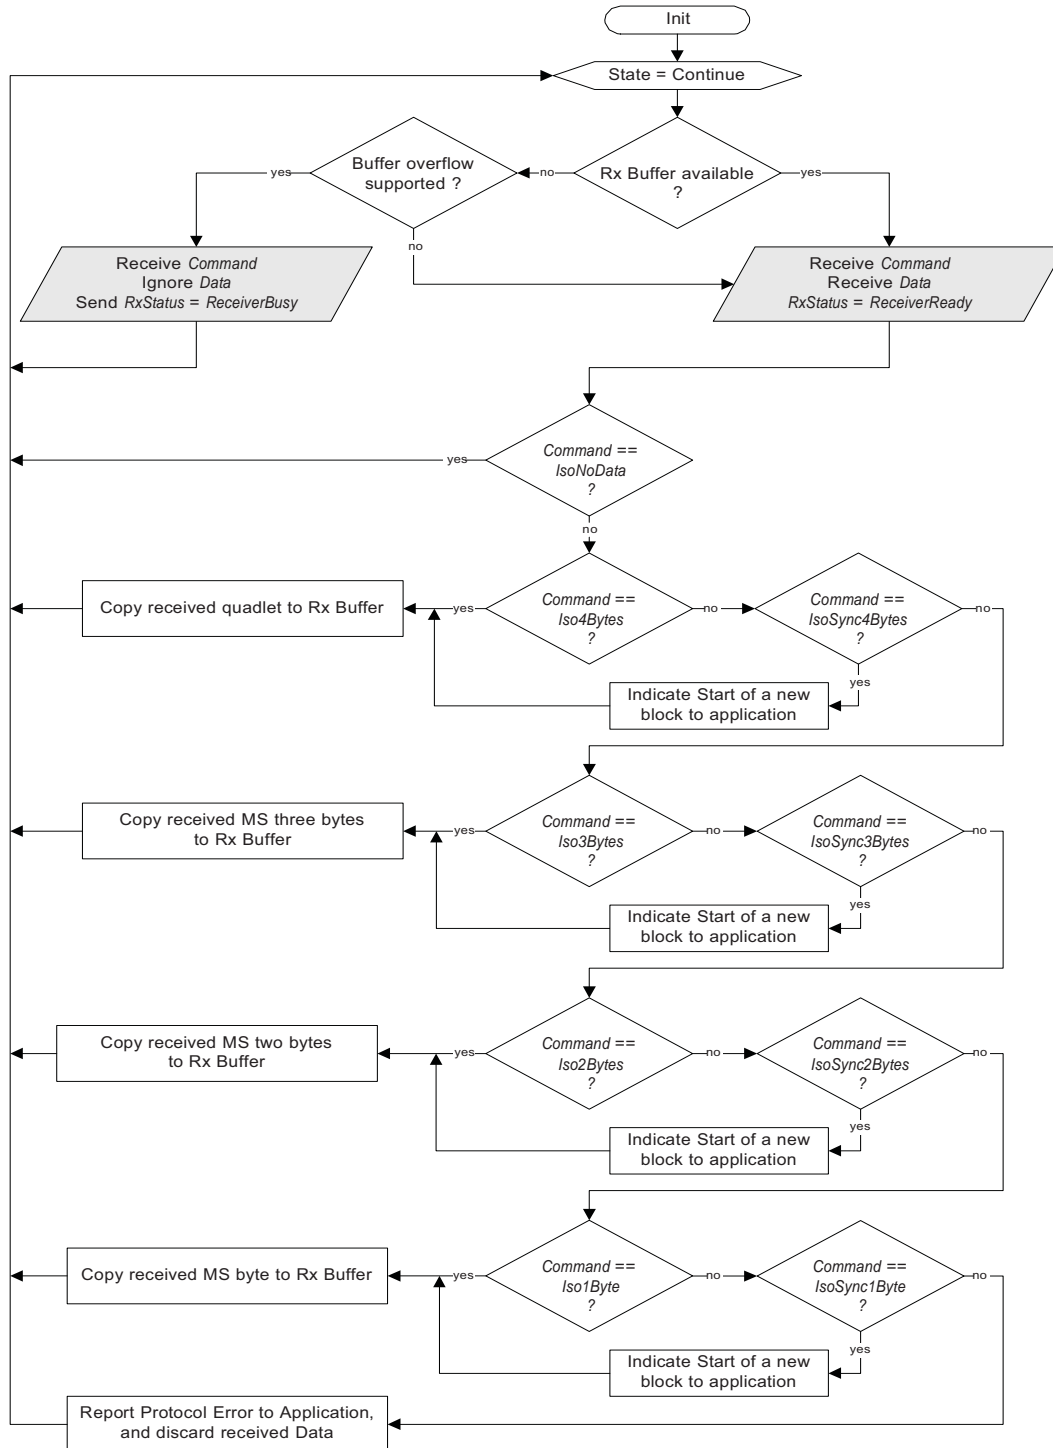 Init
State = Continue
Buffer overflow
supported ?
yes
no
Rx Buffer available
?
yes
no
Receive Command
Ignore Data
Send RxStatus = ReceiverBusy
Receive Command
Receive Data
RxStatus = ReceiverReady
Command ==
IsoNoData
?
yes
no
Copy received quadlet to Rx Buffer
yes
Command ==
Iso4Bytes
?
no
Command ==
IsoSync4Bytes
?
no
yes
Indicate Start of a new
block to application
Copy received MS three bytes
to Rx Buffer
yes
Command ==
Iso3Bytes
?
no
Command ==
IsoSync3Bytes
?
no
yes
Indicate Start of a new
block to application
Copy received MS two bytes
to Rx Buffer
yes
Command ==
Iso2Bytes
?
no
Command ==
IsoSync2Bytes
?
no
yes
Indicate Start of a new
block to application
Copy received MS byte to Rx Buffer
yes
Command ==
Iso1Byte
?
no
Command ==
IsoSync1Byte
?
no
yes
Indicate Start of a new
block to application
Report Protocol Error to Application,
and discard received Data